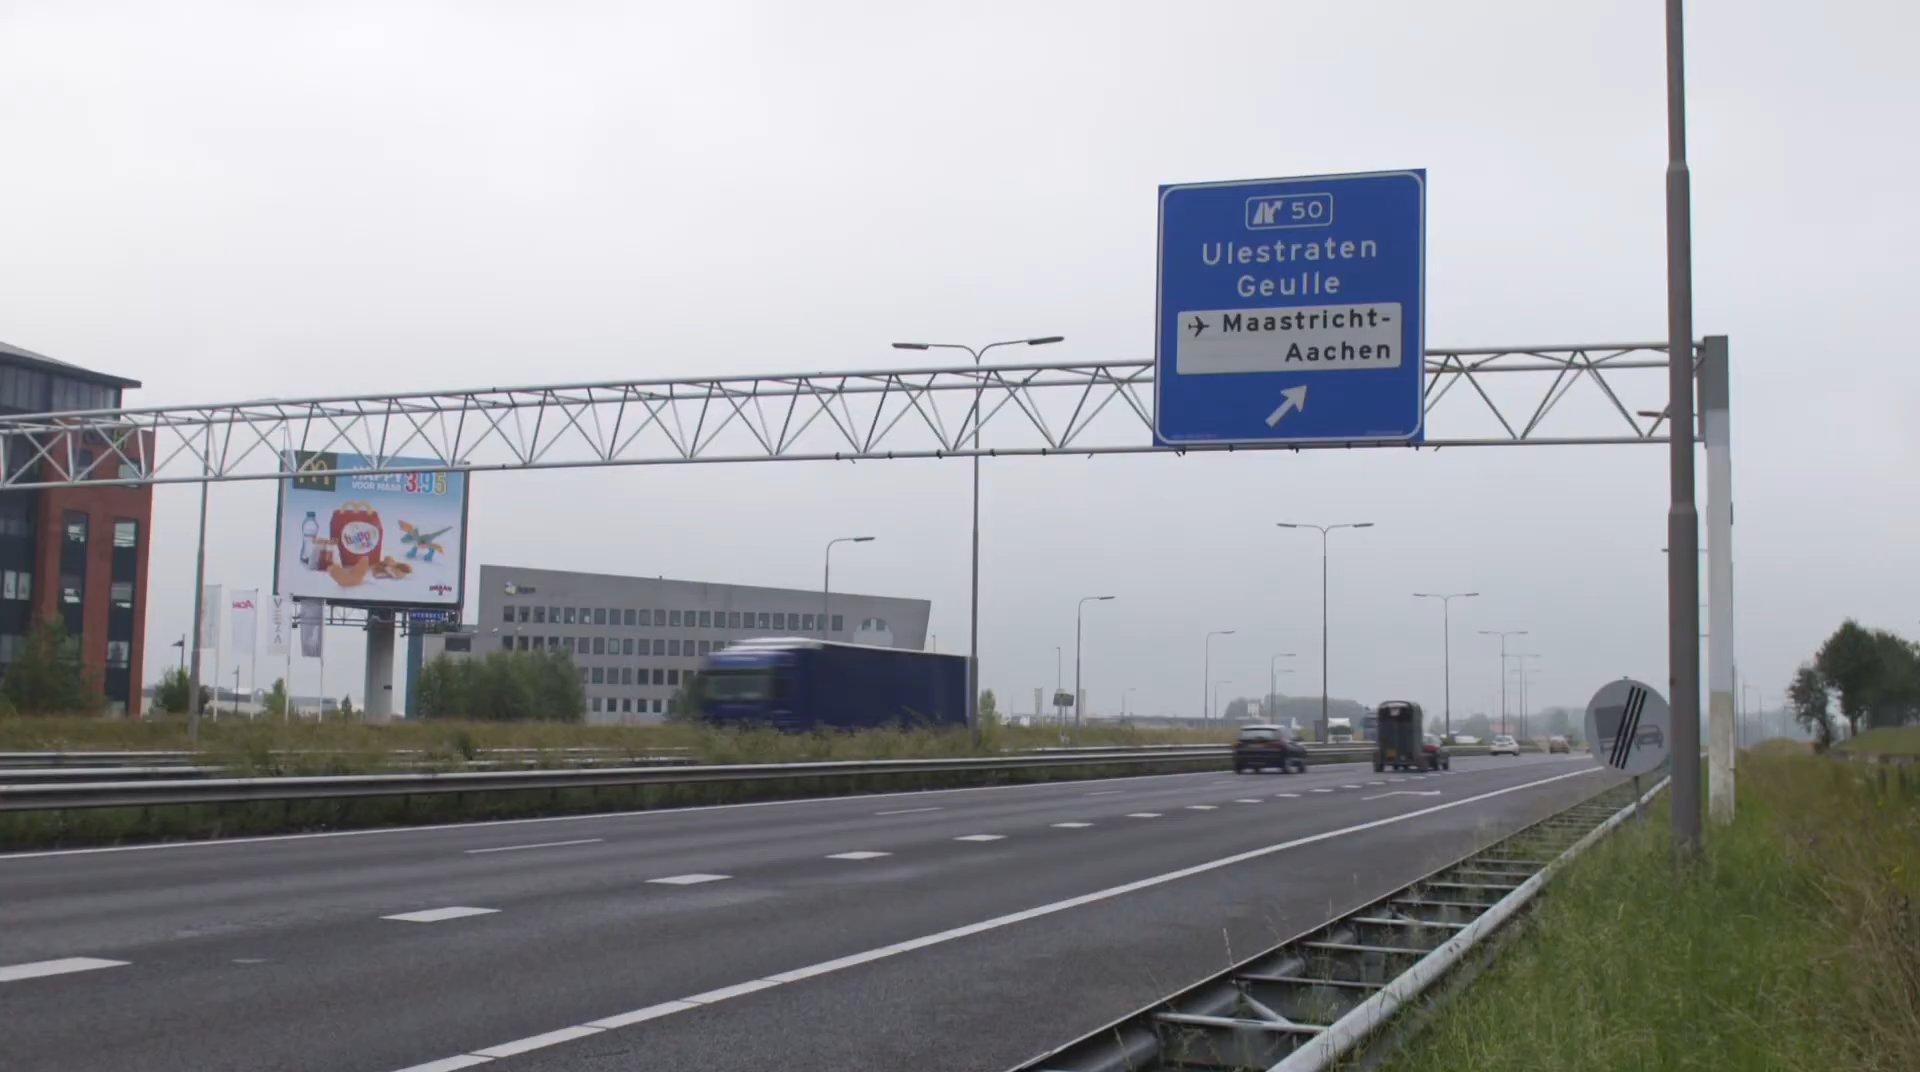 50
Ulestraten
Geulle
Maastricht-
Aachen
HAPPY
VOOR MAAR 3.95